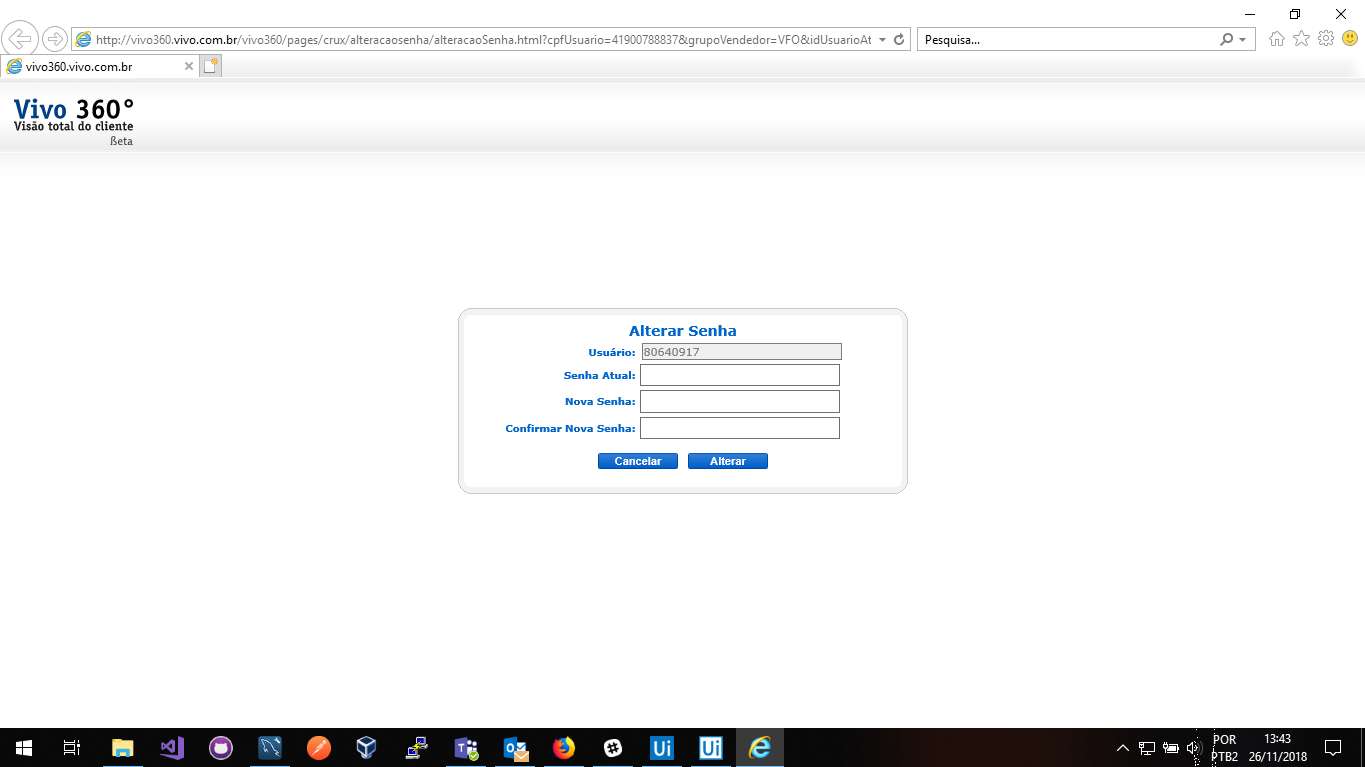 http://vivo360.vivo.com.br/vivo360/pages/crux/alteracaosenha/alteracaoSenha.html?cpfUsuario=41900788837&grupoVendedor=VFO&idUsuarioAt
Pesquisa...
vivo360.vivo.com.br
Vivo 360°
Visão total do cliente
ßeta
Alterar Senha
Usuário: 80640917
Senha Atual:
Nova Senha:
Confirmar Nova Senha:
Cancelar Alterar
Ui Ui
POR 13:43
PTB2 26/11/2018